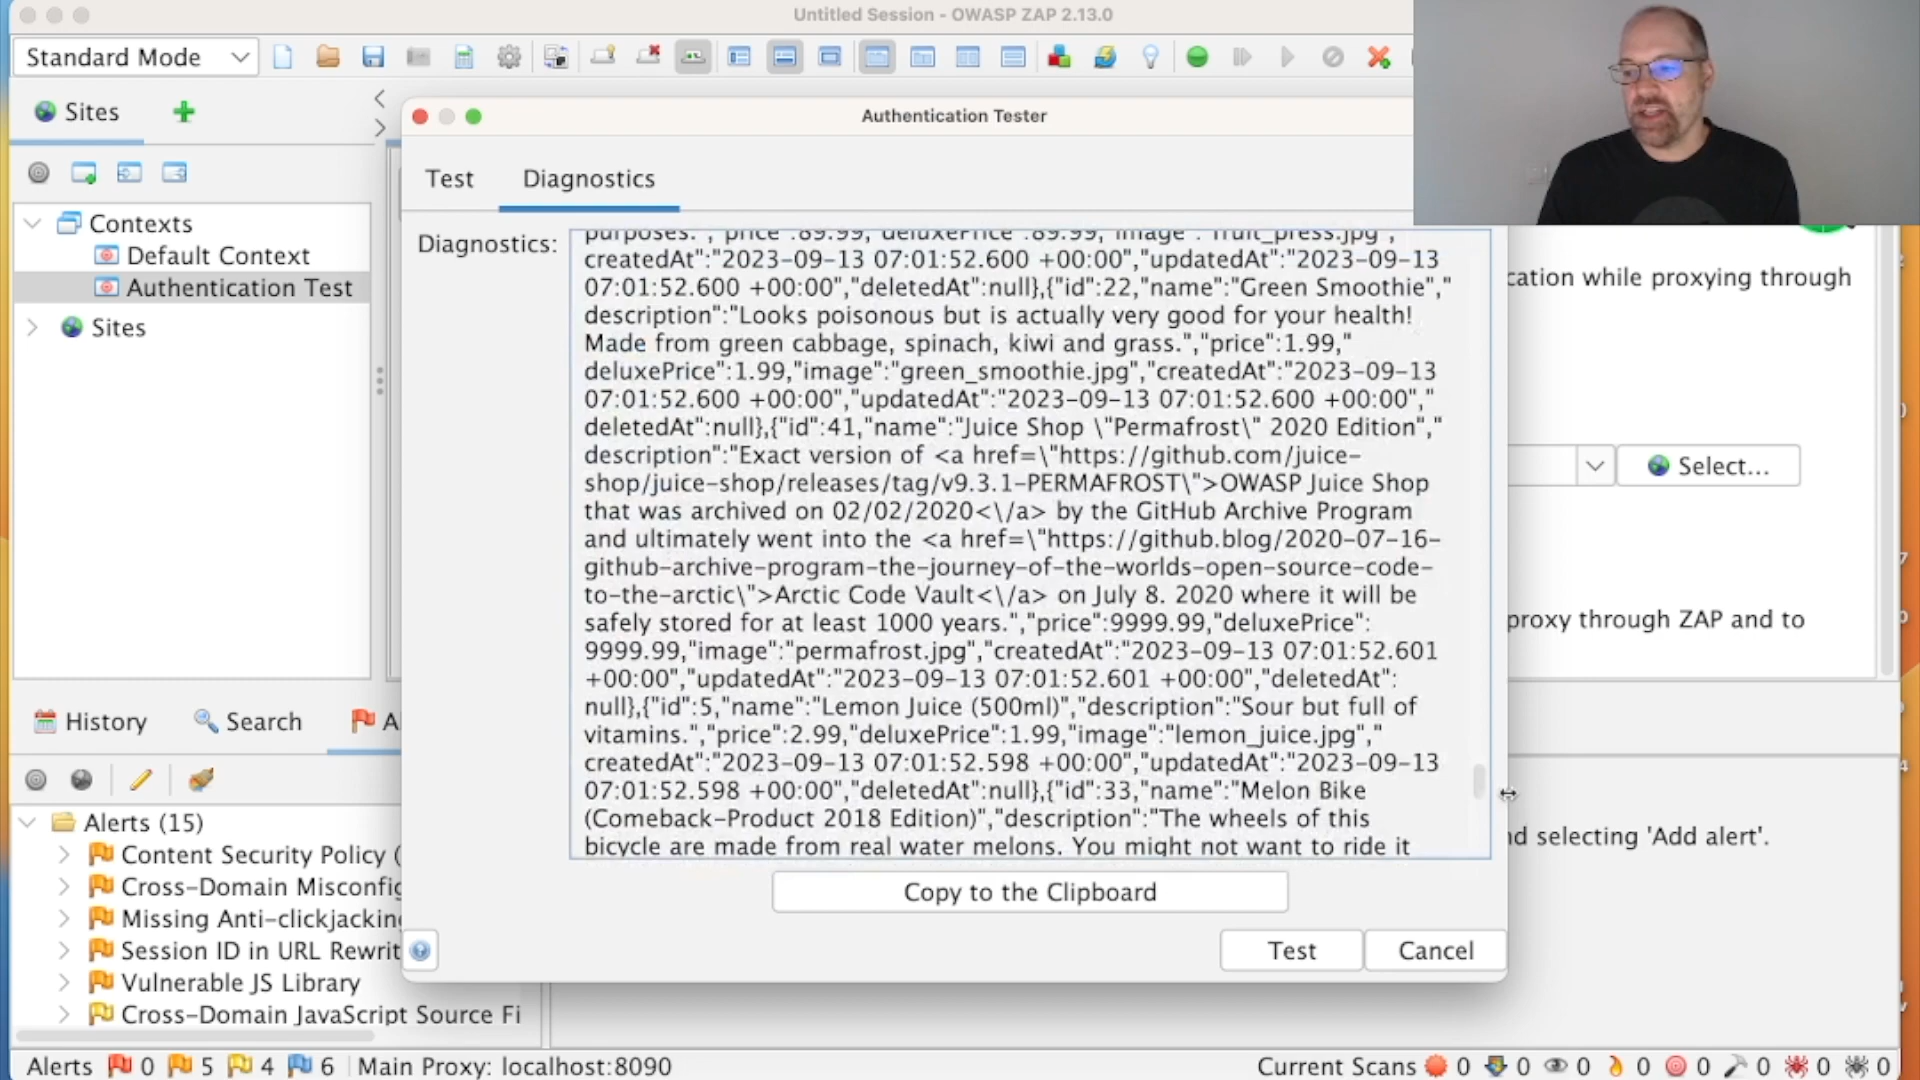 Untitled Session - OWASP ZAP 2.13.0
Standard Mode
Sites
Authentication Tester
Test
Diagnostics
Contexts
Default Context
Authentication Test
Sites
Diagnostics:
purposes.","price":89.99,"deluxePrice":89.99,"image":"fruit_press.jpg","
createdAt":"2023-09-13 07:01:52.600 +00:00","updatedAt":"2023-09-13
07:01:52.600 +00:00","deletedAt":null},{"id":22,"name":"Green Smoothie","
description":"Looks poisonous but is actually very good for your health!
Made from green cabbage, spinach, kiwi and grass.","price":1.99,"
deluxePrice":1.99,"image":"green_smoothie.jpg","createdAt":"2023-09-13
07:01:52.600 +00:00","updatedAt":"2023-09-13 07:01:52.600 +00:00","
deletedAt":null},{"id":41,"name":"Juice Shop \"Permafrost\" 2020 Edition","
description":"Exact version of <a href=\"https://github.com/juice-
shop/juice-shop/releases/tag/v9.3.1-PERMAFROST\">OWASP Juice Shop
that was archived on 02/02/2020<\/a> by the GitHub Archive Program
and ultimately went into the <a href=\"https://github.blog/2020-07-16-
github-archive-program-the-journey-of-the-worlds-open-source-code-
to-the-arctic\">Arctic Code Vault<\/a> on July 8. 2020 where it will be
safely stored for at least 1000 years.","price":9999.99,"deluxePrice":
9999.99,"image":"permafrost.jpg","createdAt":"2023-09-13 07:01:52.601
+00:00","updatedAt":"2023-09-13 07:01:52.601 +00:00","deletedAt":
null},{"id":5,"name":"Lemon Juice (500ml)","description":"Sour but full of
vitamins.","price":2.99,"deluxePrice":1.99,"image":"lemon_juice.jpg","
createdAt":"2023-09-13 07:01:52.598 +00:00","updatedAt":"2023-09-13
07:01:52.598 +00:00","deletedAt":null},{"id":33,"name":"Melon Bike
(Comeback-Product 2018 Edition)","description":"The wheels of this
bicycle are made from real water melons. You might not want to ride it
Copy to the Clipboard
Test
Cancel
cation while proxying through
Select...
proxy through ZAP and to
nd selecting 'Add alert'.
History
Search
A
Alerts (15)
Content Security Policy (
Cross-Domain Misconfig
Missing Anti-clickjacking
Session ID in URL Rewrit
Vulnerable JS Library
Cross-Domain JavaScript Source Fi
Alerts 0 5 4 6 Main Proxy: localhost:8090
Current Scans 0 0 0 0 0 0 0 0